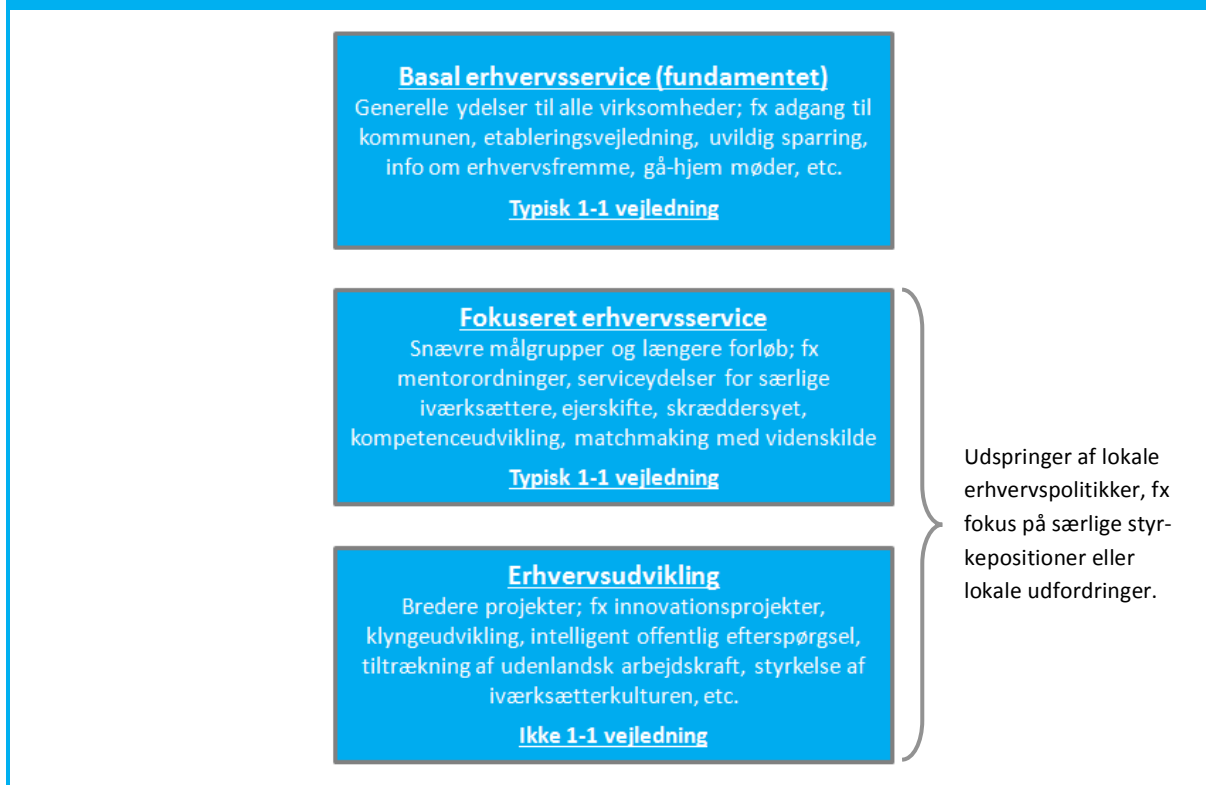 Basal erhvervsservice (fundamentet)
Generelle ydelser til alle virksomheder; fx adgang til
kommunen, etableringsvejledning, uvildig sparring,
info om erhvervsfremme, gå-hjem møder, etc.
Typisk 1-1 vejledning
Fokuseret erhvervsservice
Snævre målgrupper og længere forløb; fx
mentorordninger, serviceydelser for særlige
iværksættere, ejerskifte, skræddersyet,
kompetenceudvikling, matchmaking med videnskilde
Typisk 1-1 vejledning
Erhvervsudvikling
Bredere projekter; fx innovationsprojekter,
klyngeudvikling, intelligent offentlig efterspørgsel,
tiltrækning af udenlandsk arbejdskraft, styrkelse af
iværksætterkulturen, etc.
Ikke 1-1 vejledning
Udspringer af lokale
erhvervspolitikker, fx
fokus på særlige styr-
kepositioner eller
lokale udfordringer.